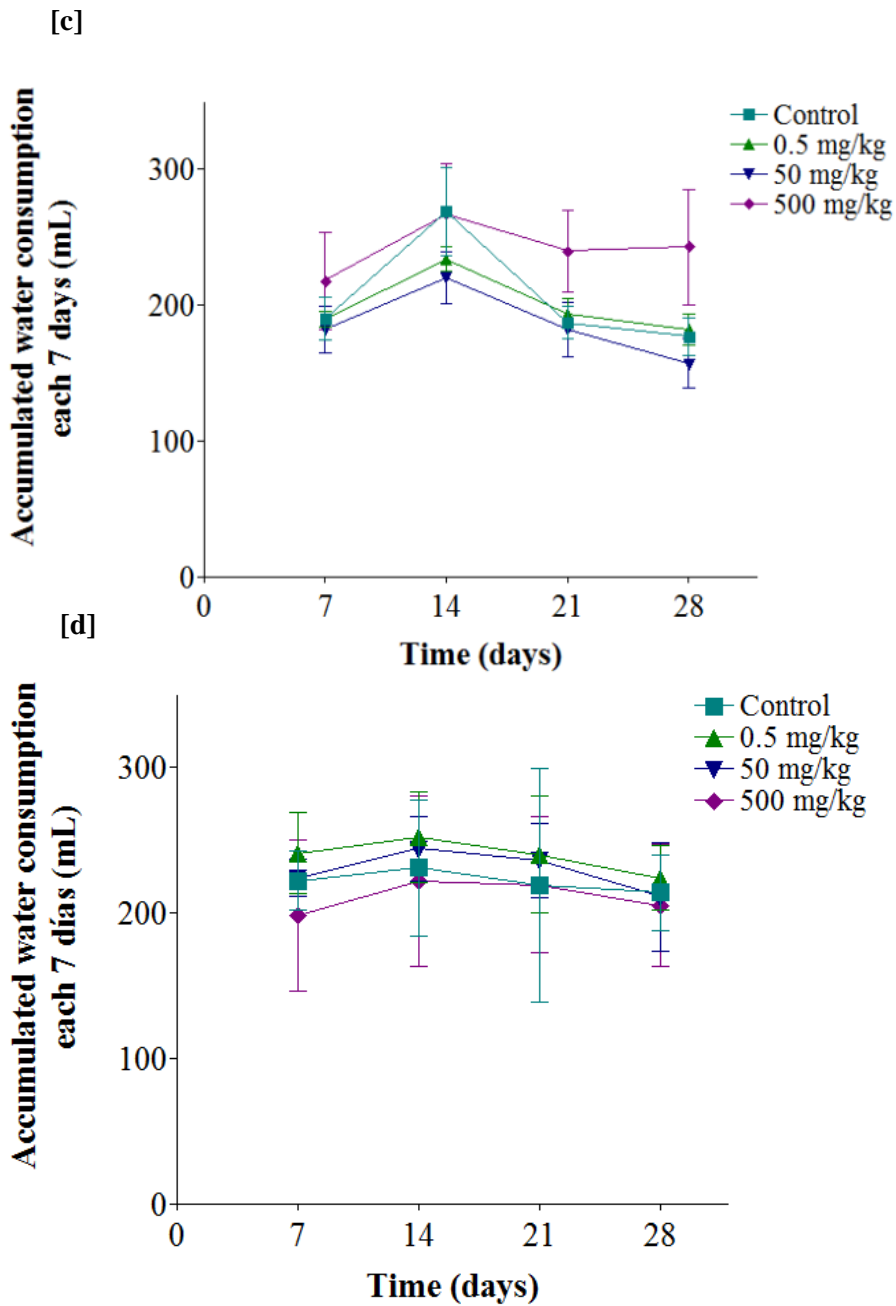 [c]
Accumulated water consumption
each 7 days (mL)
Control
0.5 mg/kg
50 mg/kg
500 mg/kg
300
200
100
0
0 7 14 21 28
Time (days)
[d]
Accumulated water consumption
each 7 días (mL)
Control
0.5 mg/kg
50 mg/kg
500 mg/kg
300
200
100
0
0 7 14 21 28
Time (days)